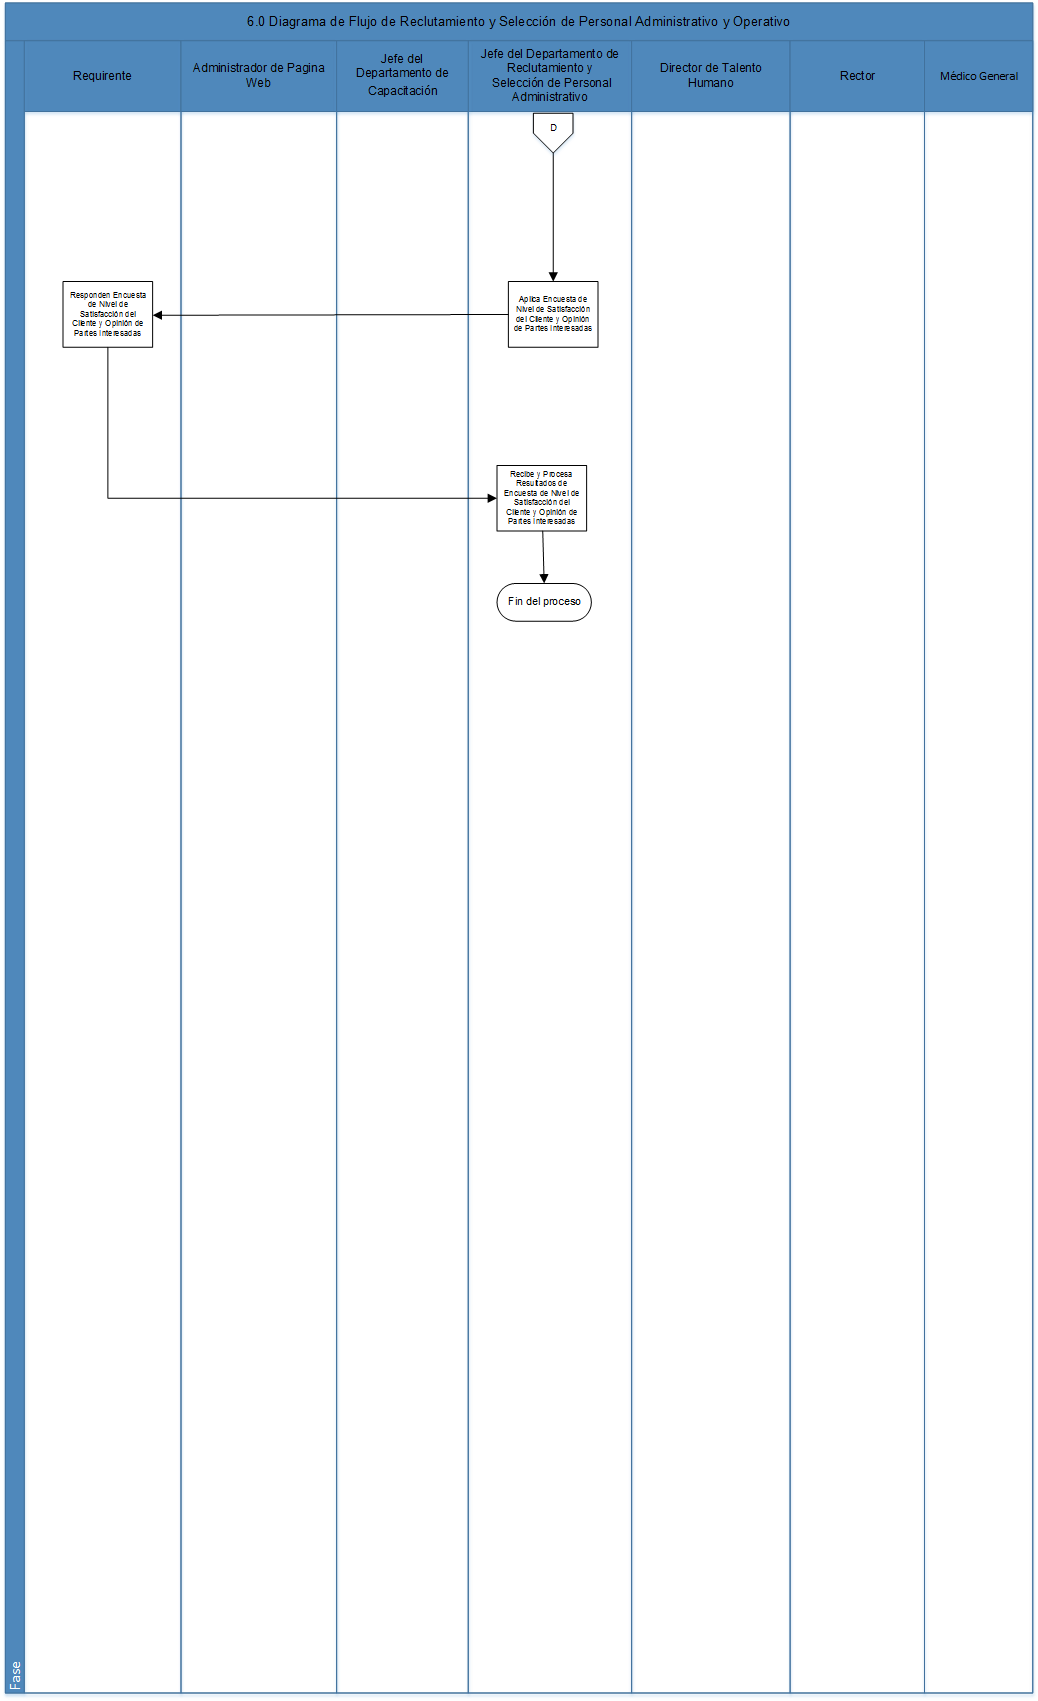 6.0 Diagrama de Flujo de Reclutamiento y Selección de Personal Administrativo y Operativo
Requirente
Administrador de Pagina
Web
Jefe del
Departamento de
Capacitación
Jefe del Departamento de
Reclutamiento y
Selección de Personal
Administrativo
Director de Talento
Humano
Rector
Médico General
D
Aplica Encuesta de
Nivel de Satisfacción
del Cliente y Opinión
de Partes Interesadas
Responden Encuesta
de Nivel de
Satisfacción del
Cliente y Opinión de
Partes Interesadas
Recibe y Procesa
Resultados de
Encuesta de Nivel de
Satisfacción del
Cliente y Opinión de
Partes Interesadas
Fin del proceso
Fase